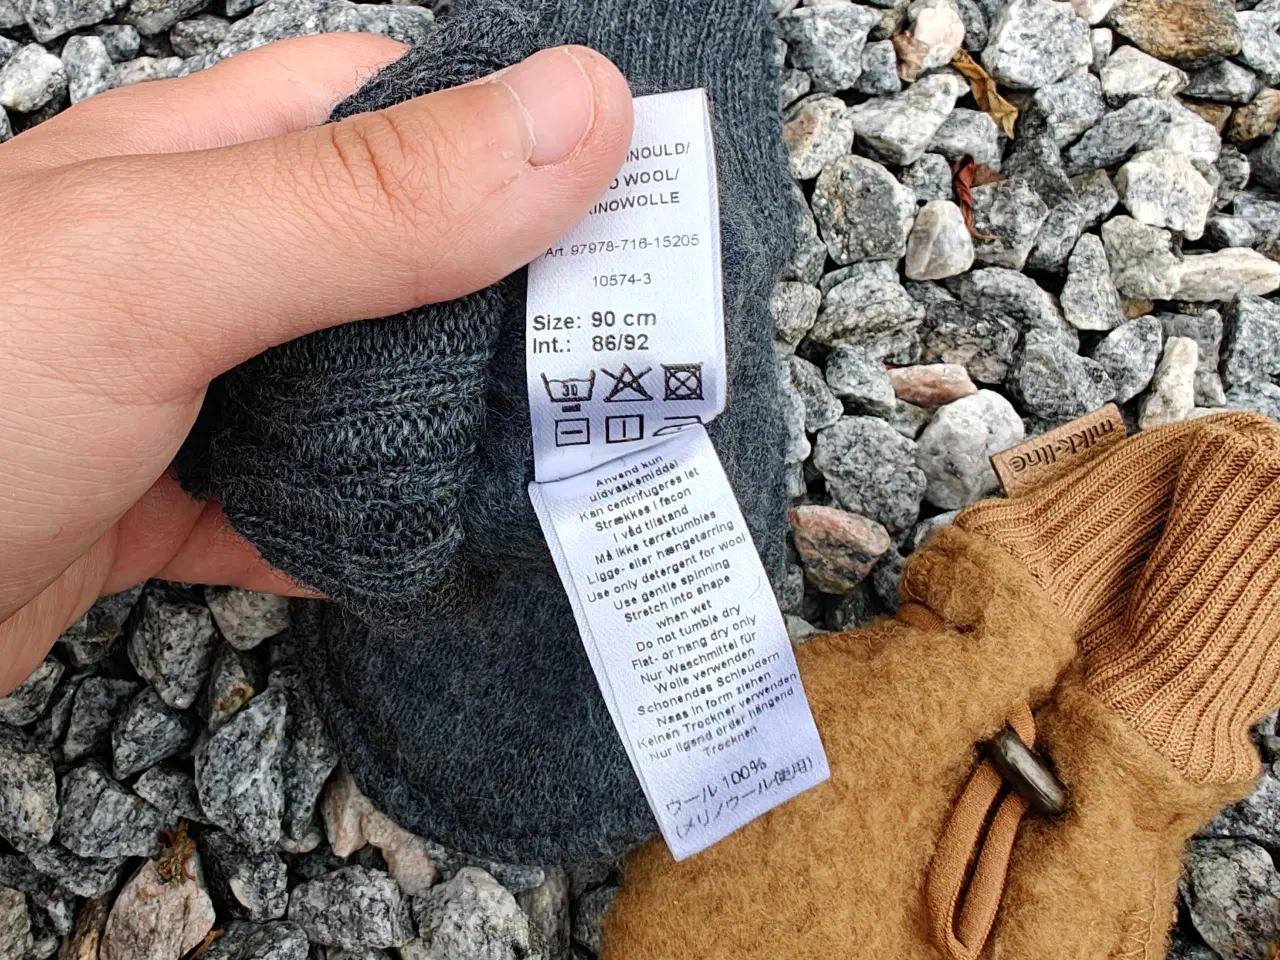 WOOL/
Art. 97978-716-15205
10574-3
Size: 90 cm
Int.: 86/92
30
Anvend kun
uldvaskemiddel
Kan centrifugeres let
Strækkes i facon
I våd tilstand
Må ikke tørretumbles
Ligge- eller hængetørring
Use only detergent for wool
Use gentle spinning
Stretch into shape
when wet
Do not tumble dry
Flat- or hang dry only
Nur Waschmittel für
Wolle verwenden
Schonendes Schleudern
Nass in form ziehen
Keinen Trockner verwenden
Nur ligend order hängend
Trocknen
ウール 100%
(メリノウール使用)
mikk-line